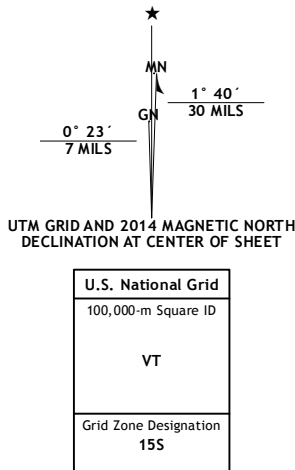 ★
MN
GN
1° 40´
30 MILS
0° 23´
7 MILS
UTM GRID AND 2014 MAGNETIC NORTH
DECLINATION AT CENTER OF SHEET
U.S. National Grid
100,000-m Square ID
VT
Grid Zone Designation
15S